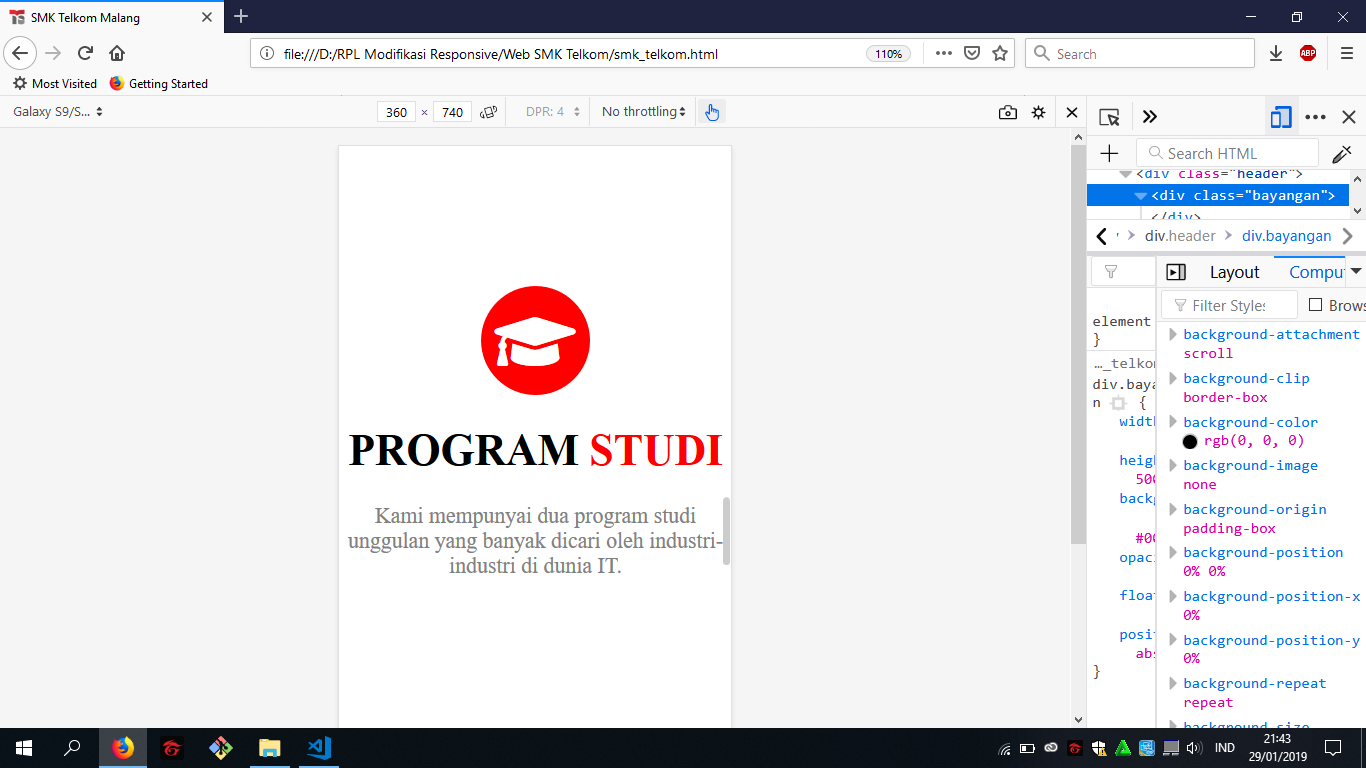 SMK Telkom Malang
file:///D:/RPL Modifikasi Responsive/Web SMK Telkom/smk_telkom.html
110%
Search
ABP
Most Visited
Getting Started
Galaxy S9/S...
360 × 740
DPR: 4
No throttling
Search HTML
<div class="header">
<div class="bayangan">
</div>
div.header
div.bayangan
Layout
Compu
Filter Styles
Brows
element
}
…_telkom
div.baya
n {
width
heigh
500
back
#00
opac
float
posit
abs
}
background-attachment
scroll
background-clip
border-box
background-color
rgb(0, 0, 0)
background-image
none
background-origin
padding-box
background-position
0% 0%
background-position-x
0%
background-position-y
0%
background-repeat
repeat
background-size
PROGRAM STUDI
Kami mempunyai dua program studi
unggulan yang banyak dicari oleh industri-
industri di dunia IT.
IND
21:43
29/01/2019